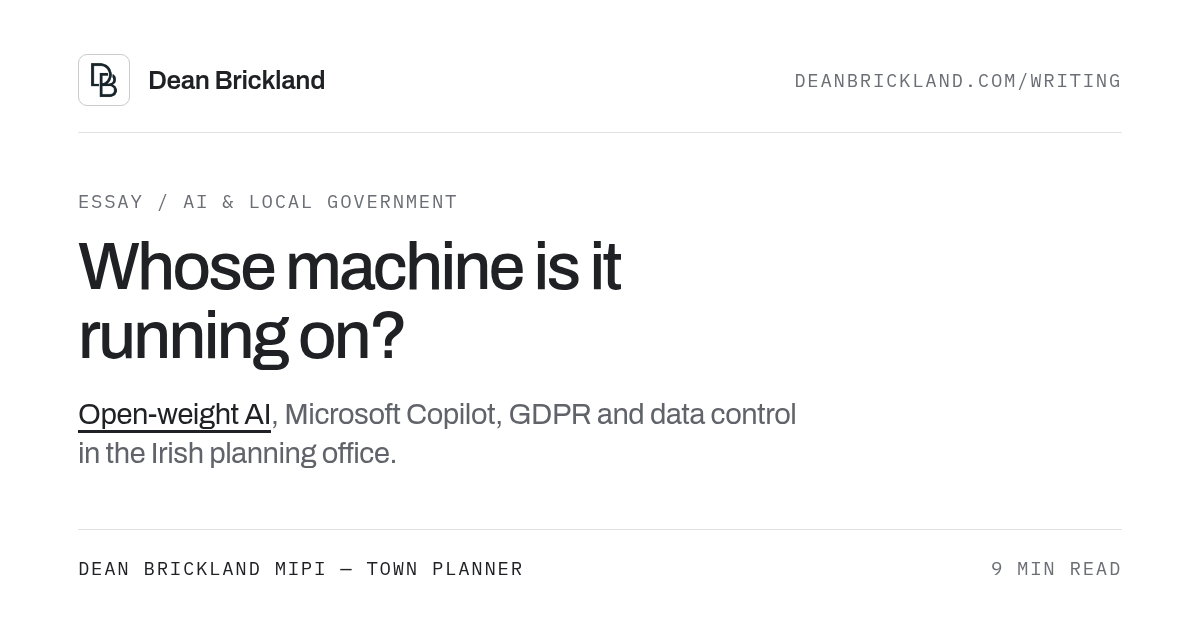 DB
Dean Brickland
DEANBRICKLAND.COM/WRITING
ESSAY / AI & LOCAL GOVERNMENT
Whose machine is it
running on?
Open-weight AI, Microsoft Copilot, GDPR and data control
in the Irish planning office.
DEAN BRICKLAND MIPI — TOWN PLANNER
9 MIN READ